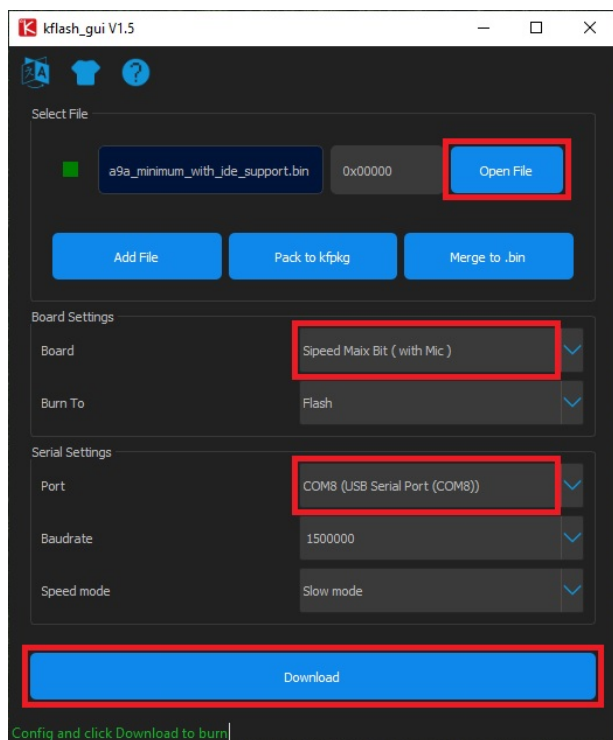 kflash_gui V1.5
Select File
a9a_minimum_with_ide_support.bin 0x00000 Open File
Add File Pack to kfpkg Merge to .bin
Board Settings
Board Sipeed Maix Bit ( with Mic )
Burn To Flash
Serial Settings
Port COM8 (USB Serial Port (COM8))
Baudrate 1500000
Speed mode Slow mode
Download
Config and click Download to burn